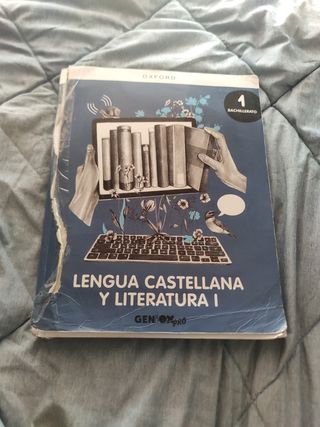 OXFORD
1
BACHILLERATO
LENGUA CASTELLANA
Y LITERATURA I
GENiOX PRO